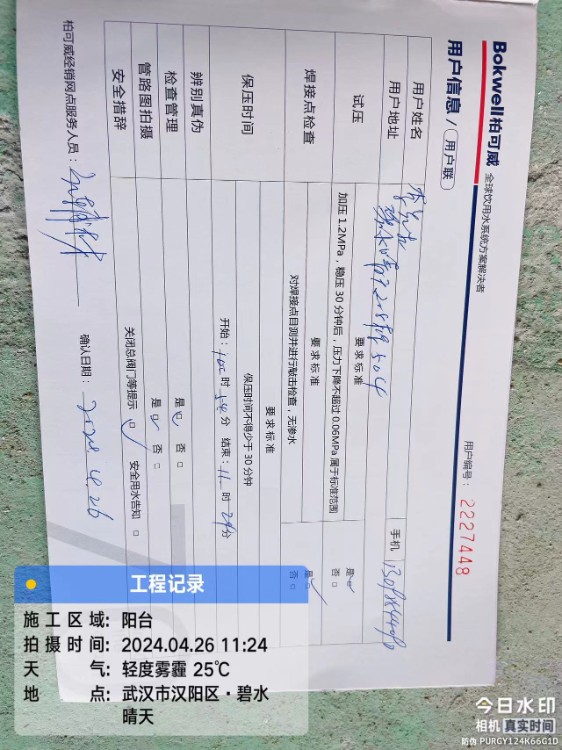 Bokwell柏可威 全球饮用水系统方案解决者
用户信息/用户联
用户编号：2227448
用户姓名
手机
用户地址
试压
要求标准
加压 1.2MPa，稳压 30 分钟后，压力下降不超过 0.06MPa 属于标准范围
是 □
否 □
焊接点检查
要求标准
对焊接点目测并进行敲击检查，无渗水
是 □
否 □
保压时间
要求标准
保压时间不得少于 30 分钟
开始： 时 54 分 结束：11 时 24 分
辨别真伪
检查管理
是 □ 否 □
管路图拍摄
是 □ 否 □
安全措辞
关闭总阀门等提示 □ 安全用水告知 □
柏可威经销网点服务人员：
确认日期：2024.4.26
工程记录
施工区域: 阳台
拍摄时间: 2024.04.26 11:24
天气: 轻度雾霾 25℃
地点: 武汉市汉阳区·碧水晴天
今日水印
相机 真实时间
防伪 PURGY124K66G1D